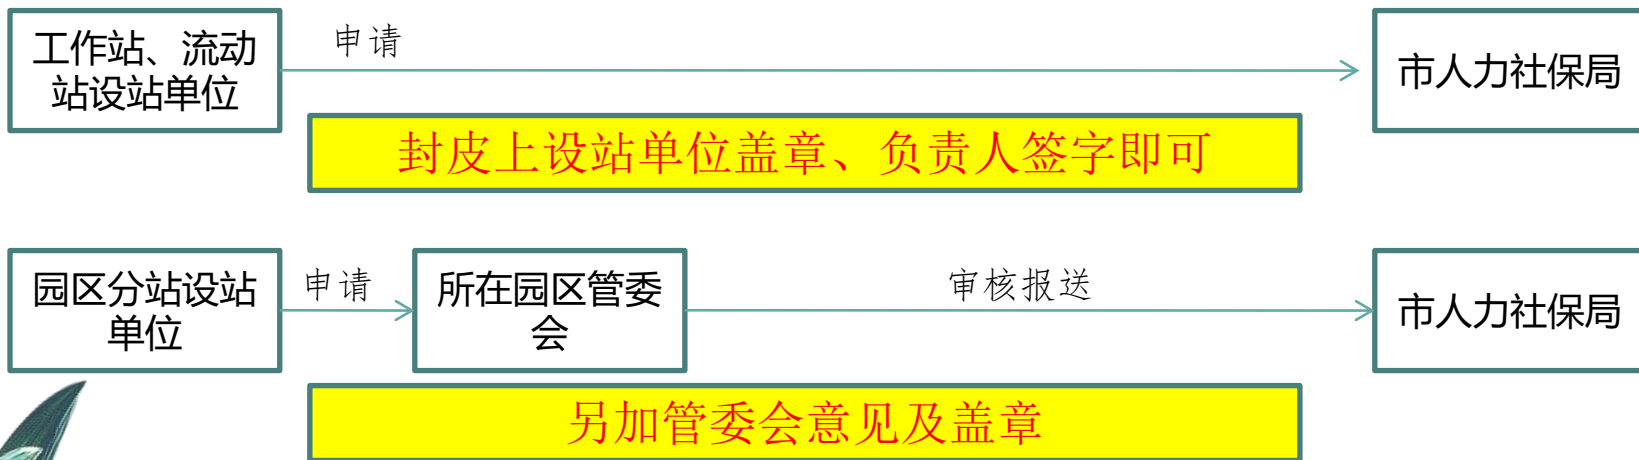 工作站、流动
站设站单位
申请
市人力社保局
封皮上设站单位盖章、负责人签字即可
园区分站设站
单位
申请
所在园区管委
会
审核报送
市人力社保局
另加管委会意见及盖章